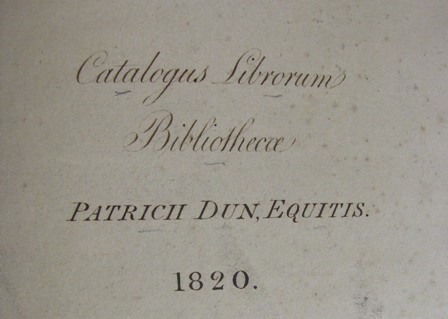 Catalogus Librorum
Bibliothecæ
PATRICII DUN, EQUITIS.
1820.